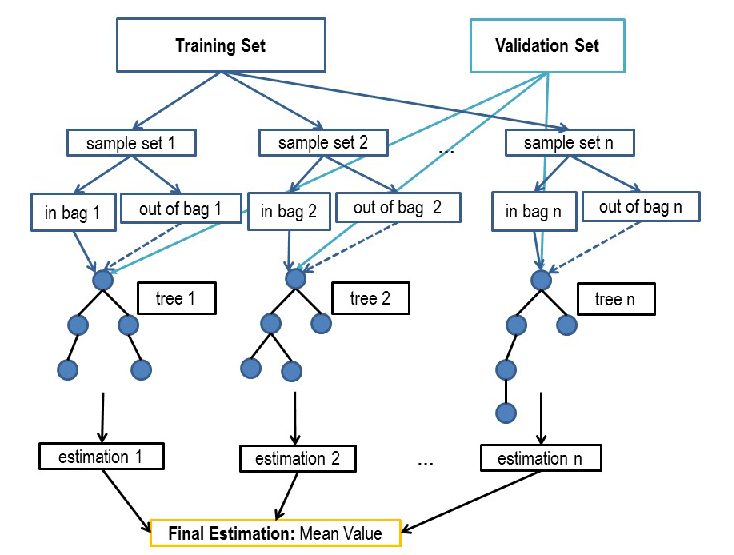 Training Set
Validation Set
sample set 1
sample set 2
...
sample set n
in bag 1
out of bag 1
in bag 2
out of bag 2
in bag n
out of bag n
tree 1
tree 2
tree n
estimation 1
estimation 2
...
estimation n
Final Estimation: Mean Value